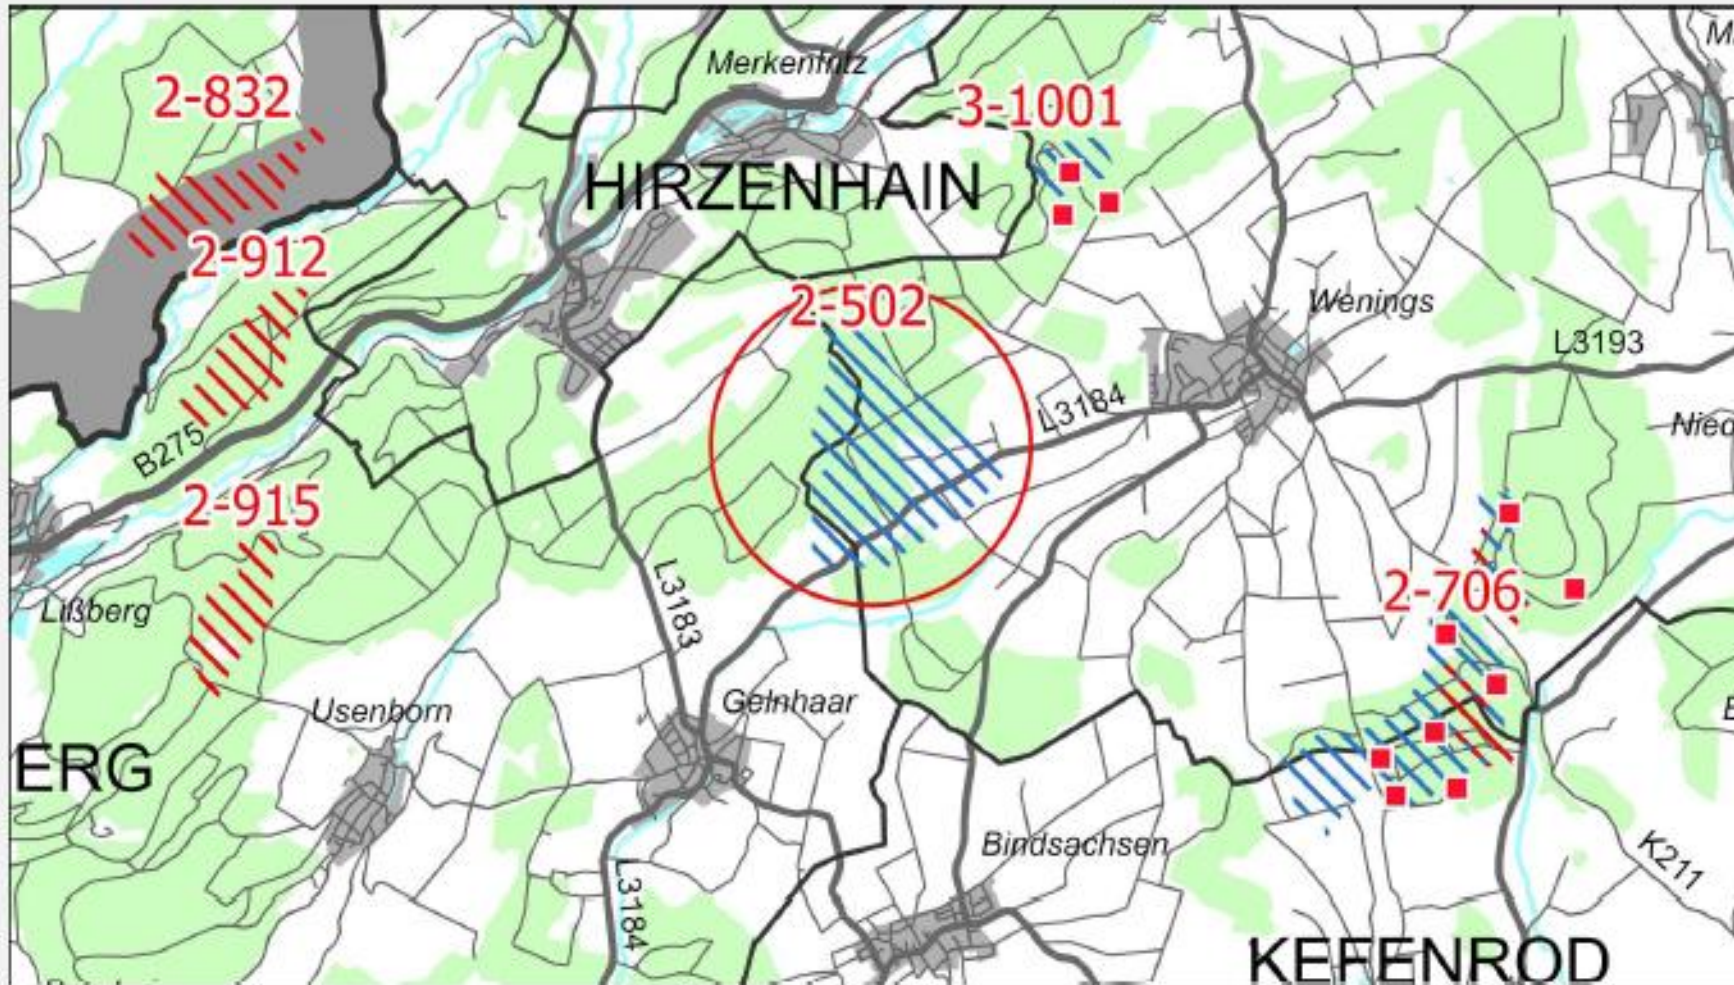 Merkenfritz
2-832
3-1001
HIRZENHAIN
2-912
2-502
Wenings
L3193
L3184
B275
Nied
2-915
L3183
2-706
Lißberg
Usenborn
Gelnhaar
ERG
Bindsachsen
K211
L3184
KEFENROD